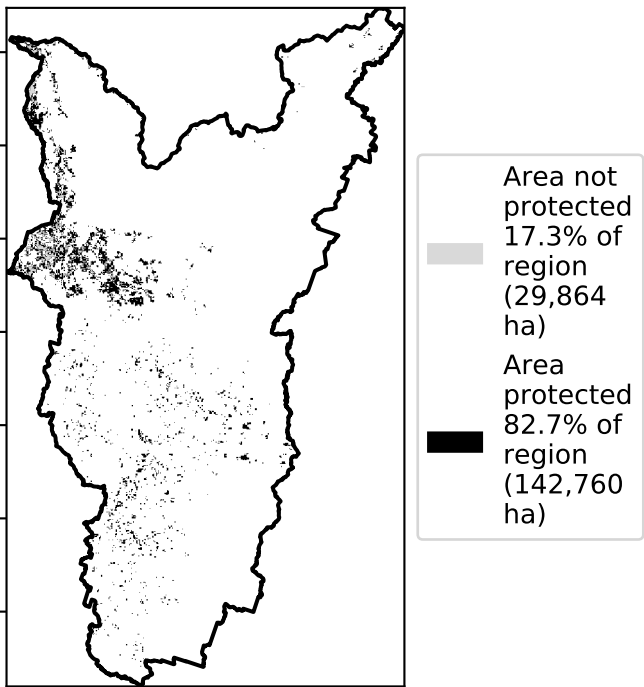 Area not
protected
17.3% of
region
(29,864
ha)
Area
protected
82.7% of
region
(142,760
ha)